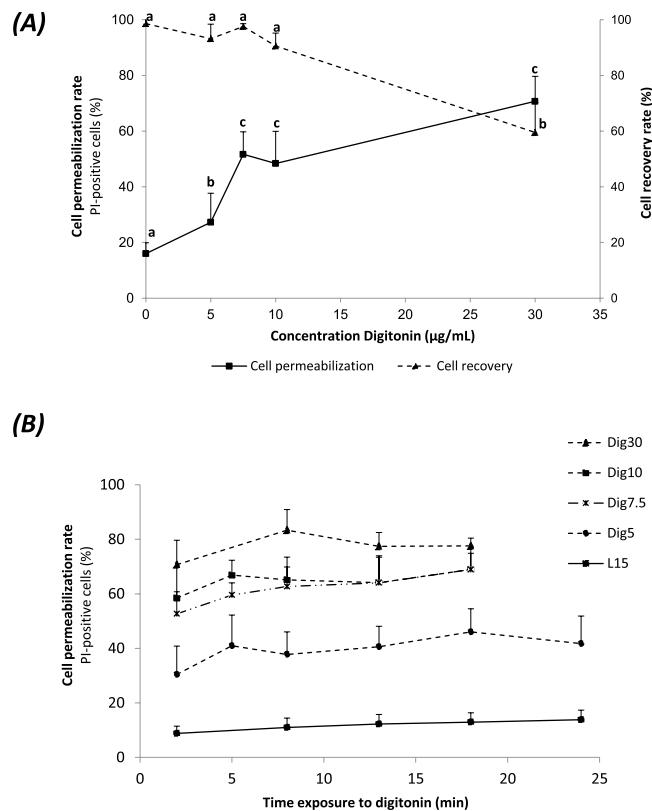 (A)
Cell permeabilization rate
PI-positive cells (%)
100
80
60
40
20
0
a
a
a
a
c
c
c
b
b
a
100
80
60
40
20
0
Cell recovery rate (%)
0 5 10 15 20 25 30 35
Concentration Digitonin (µg/mL)
Cell permeabilization Cell recovery
(B)
Cell permeabilization rate
PI-positive cells (%)
100
80
60
40
20
0
Dig30
Dig10
Dig7.5
Dig5
L15
0 5 10 15 20 25
Time exposure to digitonin (min)